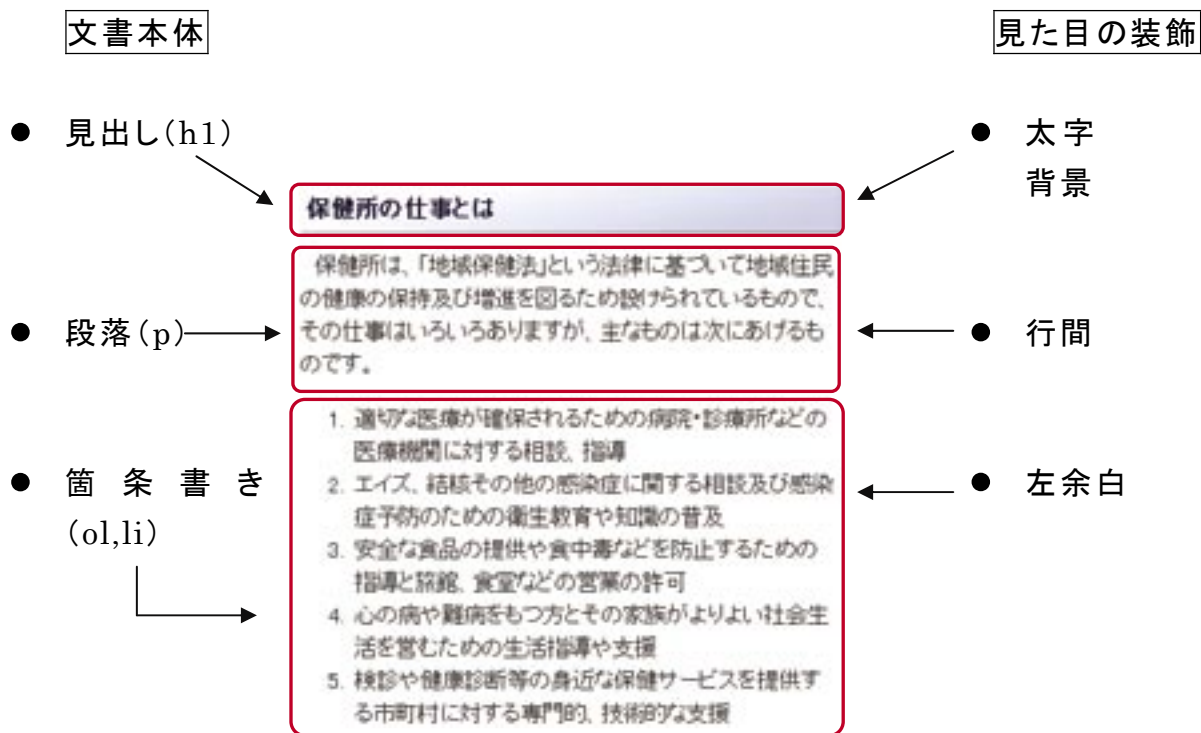 文書本体
見た目の装飾
● 見出し(h1)
● 太字
背景
保健所の仕事とは
保健所は、「地域保健法」という法律に基づいて地域住民
の健康の保持及び増進を図るため設けられているもので、
その仕事はいろいろありますが、主なものは次にあげるも
のです。
● 段落(p)
● 行間
● 箇条書き
(ol,li)
1. 適切な医療が確保されるための病院・診療所などの
医療機関に対する相談、指導
2. エイズ、結核その他の感染症に関する相談及び感染
症予防のための衛生教育や知識の普及
3. 安全な食品の提供や食中毒などを防止するための
指導と旅館、食堂などの営業の許可
4. 心の病や難病をもつ方とその家族がよりよい社会生
活を営むための生活指導や支援
5. 検診や健康診断等の身近な保健サービスを提供す
る市町村に対する専門的、技術的な支援
● 左余白